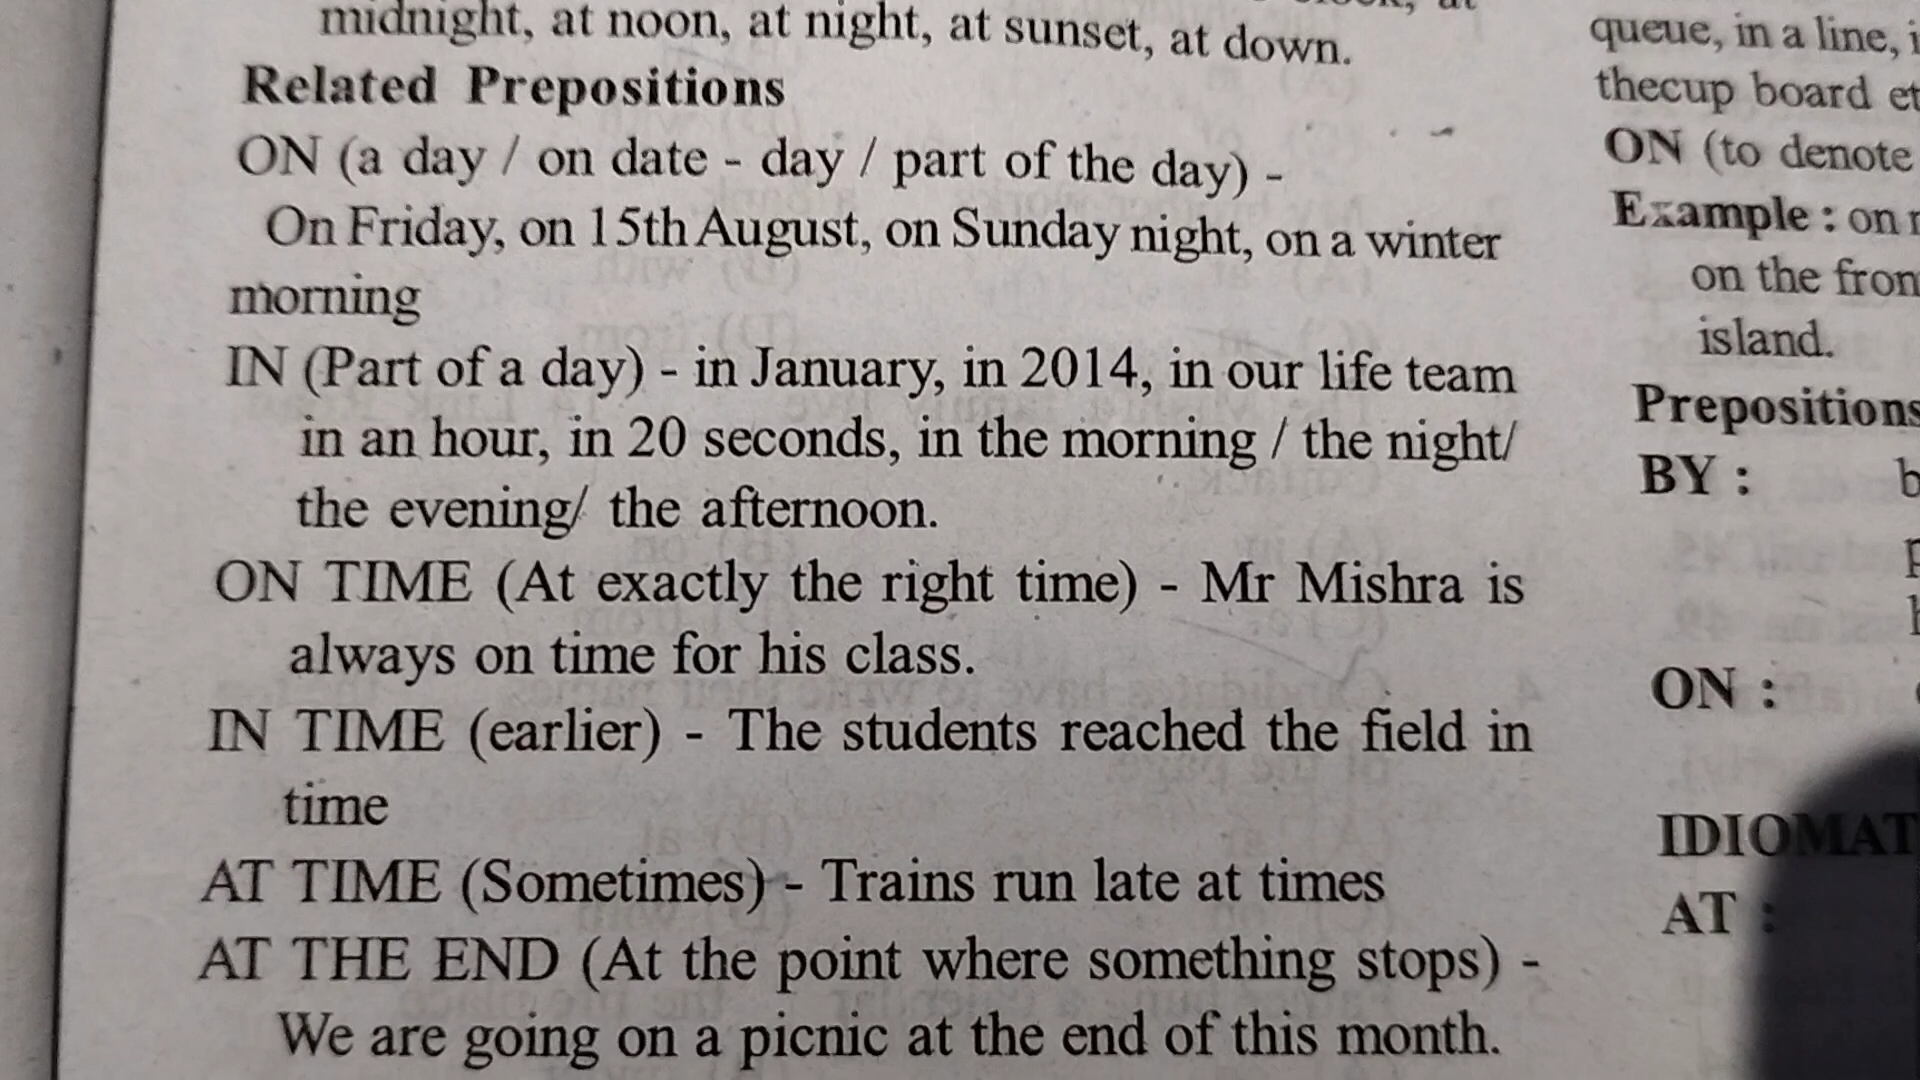 midnight, at noon, at night, at sunset, at down.
Related Prepositions
ON (a day / on date - day / part of the day) -
On Friday, on 15th August, on Sunday night, on a winter
morning
IN (Part of a day) - in January, in 2014, in our life team
in an hour, in 20 seconds, in the morning / the night/
the evening/ the afternoon.
ON TIME (At exactly the right time) - Mr Mishra is
always on time for his class.
IN TIME (earlier) - The students reached the field in
time
AT TIME (Sometimes) - Trains run late at times
AT THE END (At the point where something stops) -
We are going on a picnic at the end of this month.
queue, in a line,
thecup board
ON (to denote
Example : on
on the
island.
Prepositions
BY :
ON :
AT :